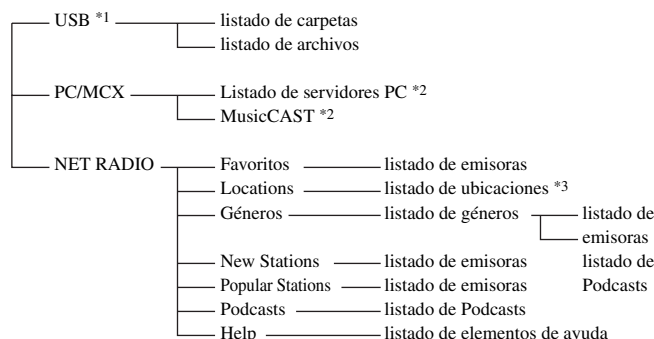 USB *1
listado de carpetas
listado de archivos
PC/MCX
Listado de servidores PC *2
MusicCAST *2
NET RADIO
Favoritos
listado de emisoras
Locations
listado de ubicaciones *3
Géneros
listado de géneros
listado de
emisoras
New Stations
listado de emisoras
listado de
Popular Stations
listado de emisoras
Podcasts
Podcasts
listado de Podcasts
Help
listado de elementos de ayuda